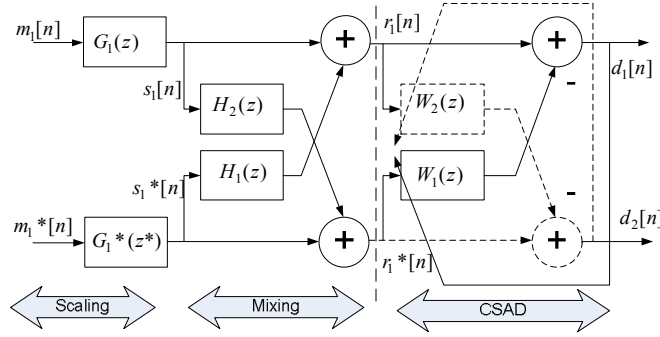 m₁[n] G₁(z) + r₁[n] + d₁[n]
s₁[n] H₂(z) W₂(z) -
s₁*[n] H₁(z) W₁(z) -
m₁*[n] G₁*(z*) + r₁*[n] + d₂[n]
Scaling Mixing CSAD